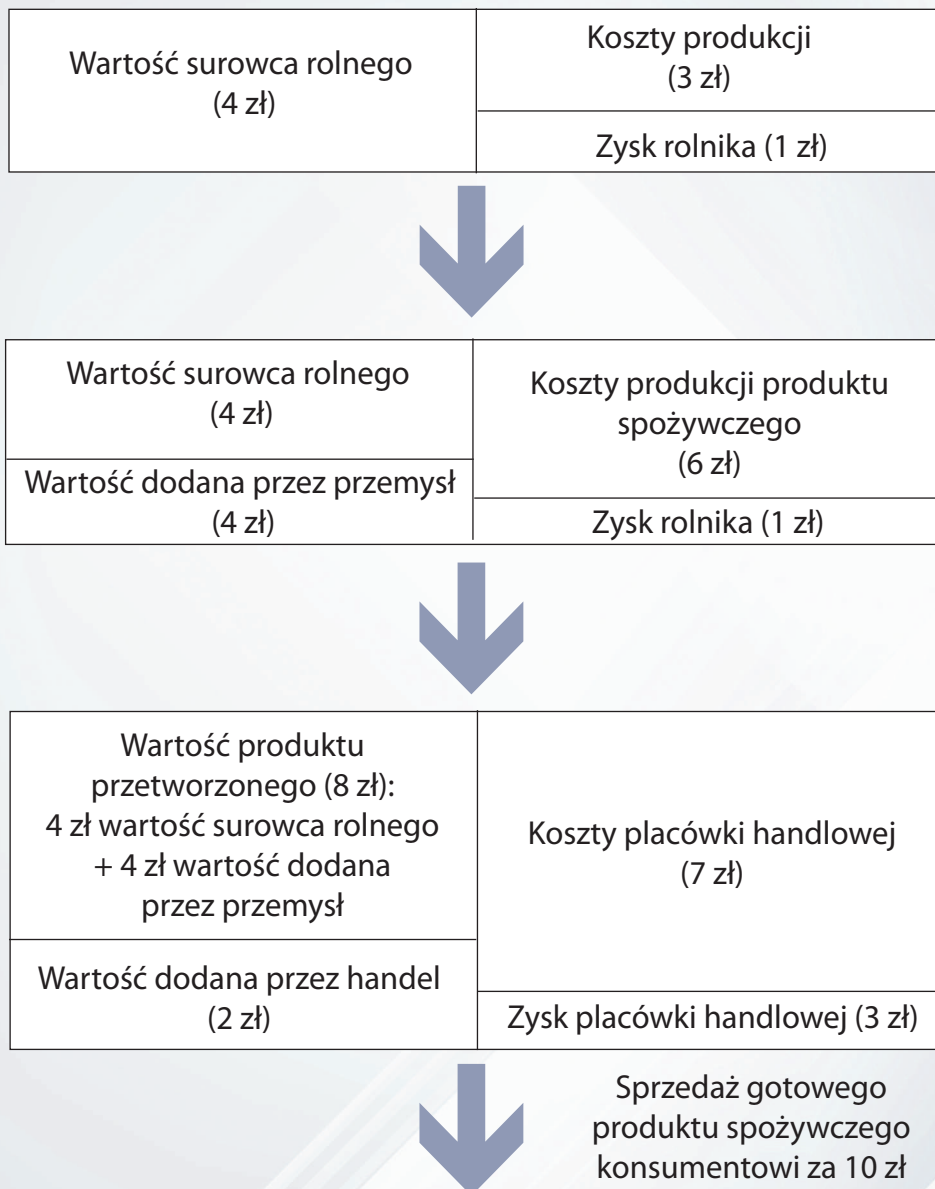 Wartość surowca rolnego
(4 zł)
Koszty produkcji
(3 zł)
Zysk rolnika (1 zł)
Wartość surowca rolnego
(4 zł)
Wartość dodana przez przemysł
(4 zł)
Koszty produkcji produktu
spożywczego
(6 zł)
Zysk rolnika (1 zł)
Wartość produktu
przetworzonego (8 zł):
4 zł wartość surowca rolnego
+ 4 zł wartość dodana
przez przemysł
Wartość dodana przez handel
(2 zł)
Koszty placówki handlowej
(7 zł)
Zysk placówki handlowej (3 zł)
Sprzedaż gotowego
produktu spożywczego
konsumentowi za 10 zł